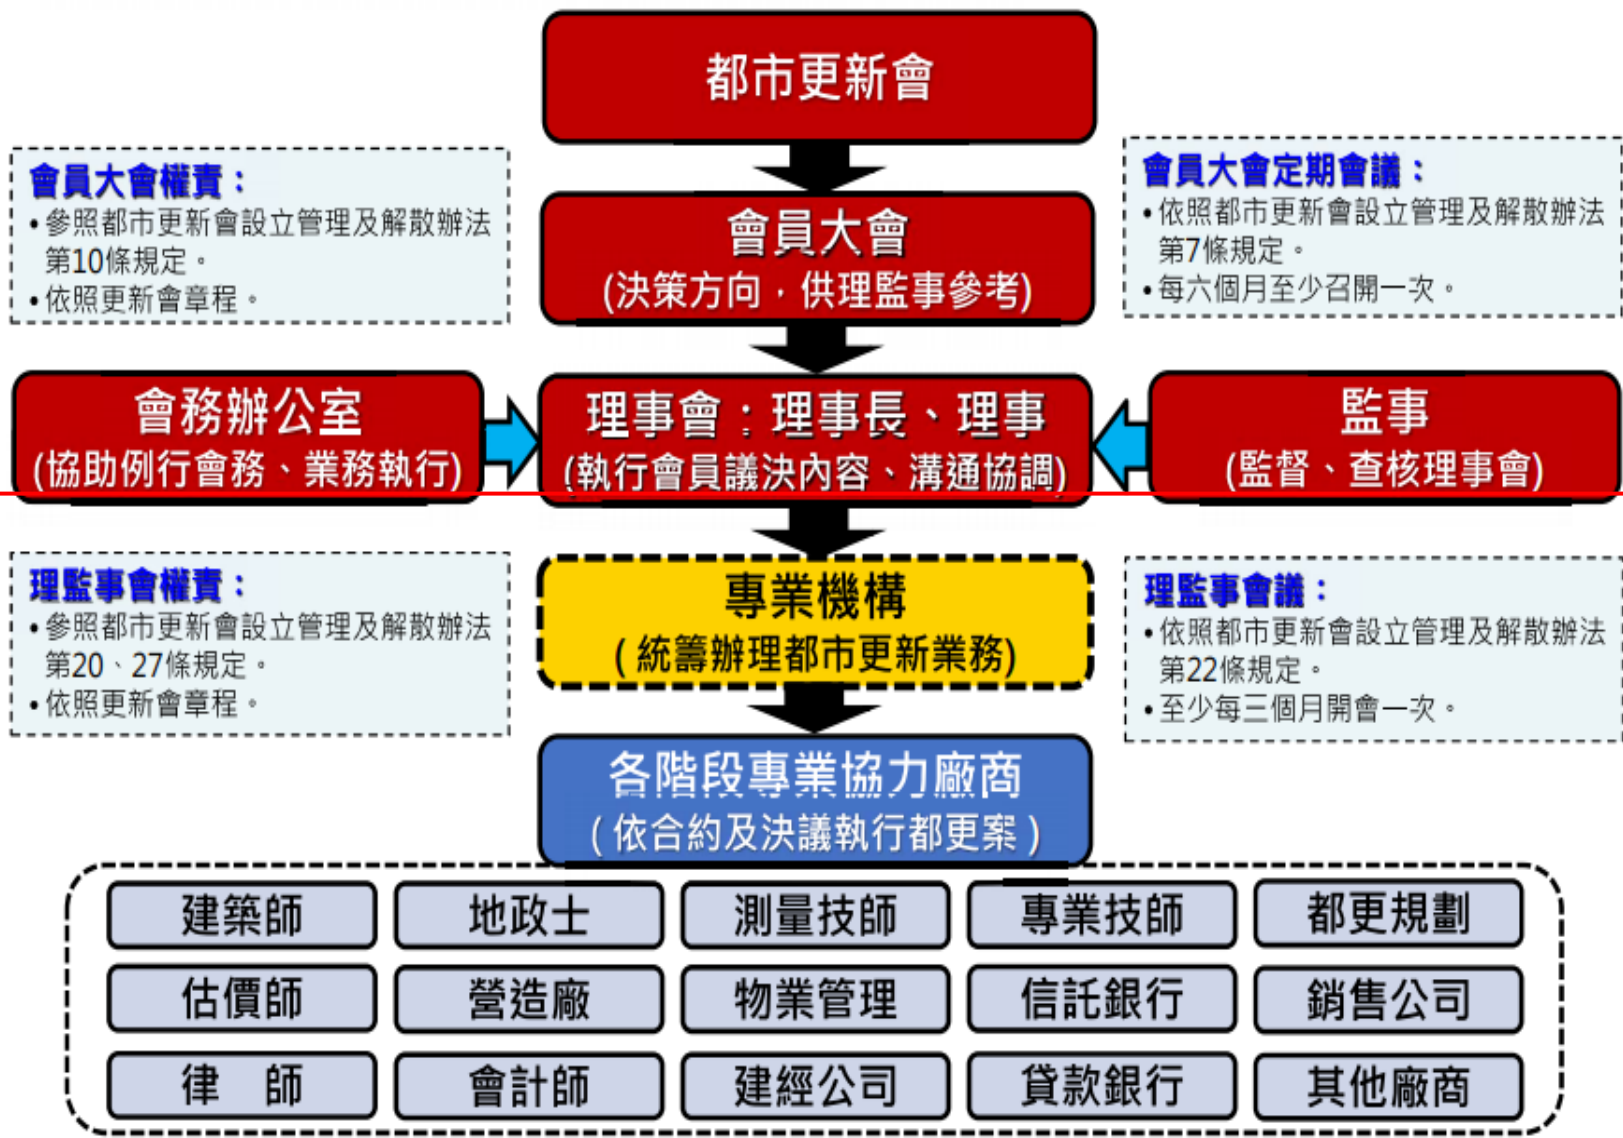 都市更新會
會員大會權責：
•參照都市更新會設立管理及解散辦法
第10條規定。
•依照更新會章程。
會員大會
(決策方向，供理監事參考)
會員大會定期會議：
•依照都市更新會設立管理及解散辦法
第7條規定。
•每六個月至少召開一次。
會務辦公室
(協助例行會務、業務執行)
理事會：理事長、理事
(執行會員議決內容、溝通協調)
監事
(監督、查核理事會)
理監事會權責：
•參照都市更新會設立管理及解散辦法
第20、27條規定。
•依照更新會章程。
專業機構
(統籌辦理都市更新業務)
理監事會議：
•依照都市更新會設立管理及解散辦法
第22條規定。
•至少每三個月開會一次。
各階段專業協力廠商
(依合約及決議執行都更案)
建築師
地政士
測量技師
專業技師
都更規劃
估價師
營造廠
物業管理
信託銀行
銷售公司
律　師
會計師
建經公司
貸款銀行
其他廠商